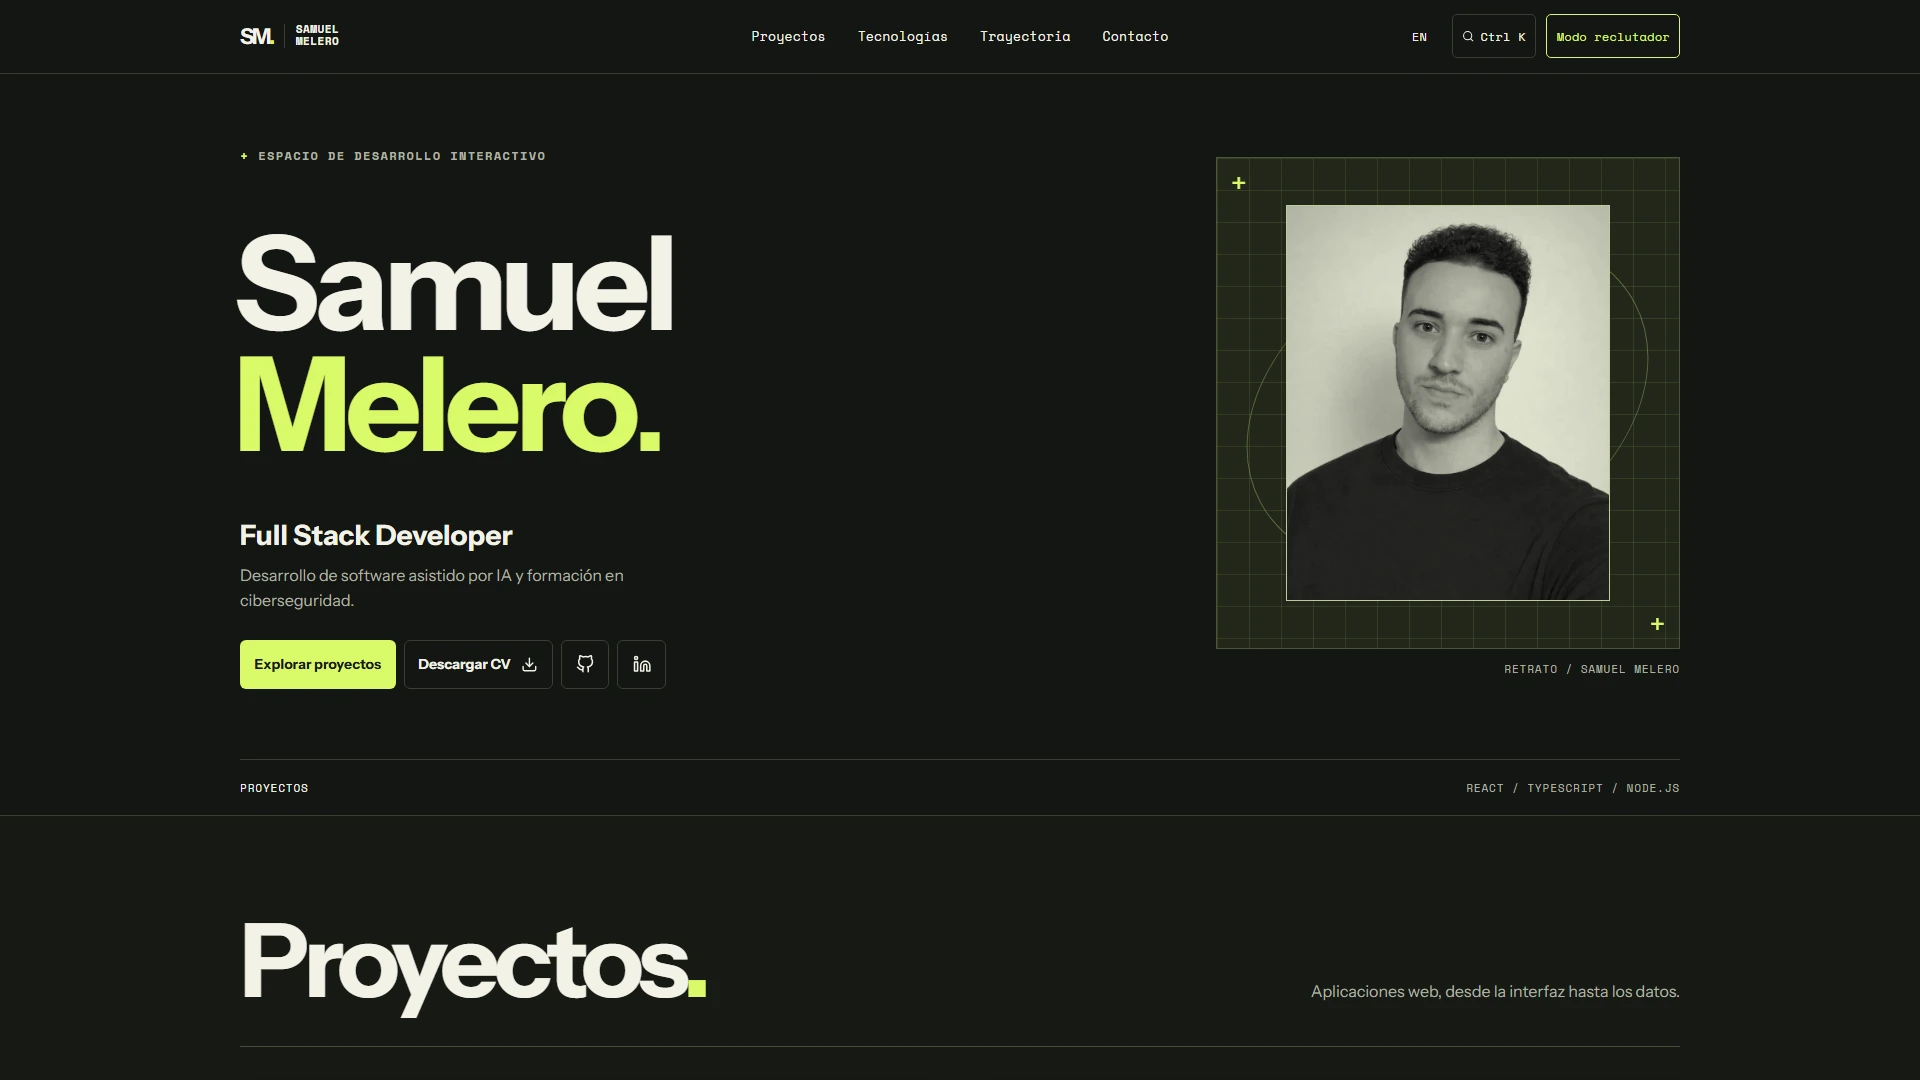 SM.
SAMUEL
MELERO
Proyectos
Tecnologías
Trayectoria
Contacto
EN
Ctrl K
Modo reclutador
+ ESPACIO DE DESARROLLO INTERACTIVO
Samuel
Melero.
Full Stack Developer
Desarrollo de software asistido por IA y formación en
ciberseguridad.
Explorar proyectos
Descargar CV
RETRATO / SAMUEL MELERO
PROYECTOS
REACT / TYPESCRIPT / NODE.JS
Proyectos.
Aplicaciones web, desde la interfaz hasta los datos.